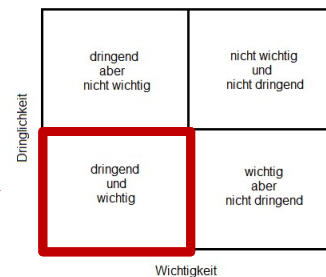 dringend
aber
nicht wichtig
nicht wichtig
und
nicht dringend
Dringlichkeit
dringend
und
wichtig
wichtig
aber
nicht dringend
Wichtigkeit